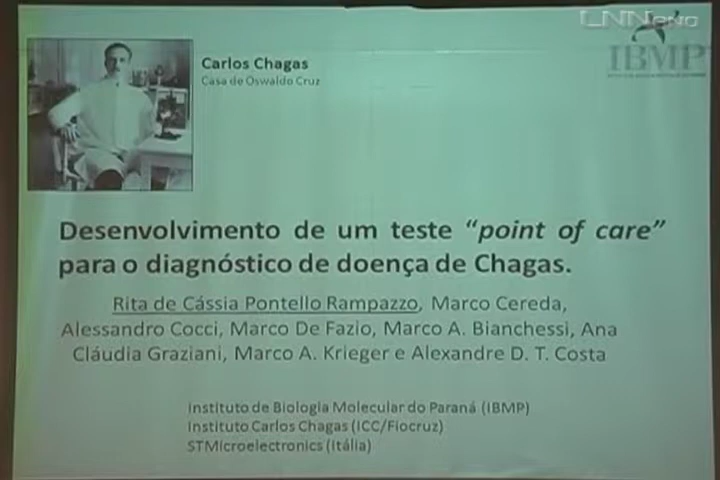 LNNano
IBMP
Carlos Chagas
Casa de Oswaldo Cruz
Desenvolvimento de um teste “point of care”
para o diagnóstico de doença de Chagas.
Rita de Cássia Pontello Rampazzo, Marco Cereda,
Alessandro Cocci, Marco De Fazio, Marco A. Bianchessi, Ana
Cláudia Graziani, Marco A. Krieger e Alexandre D. T. Costa
Instituto de Biologia Molecular do Paraná (IBMP)
Instituto Carlos Chagas (ICC/Fiocruz)
STMicroelectronics (Itália)